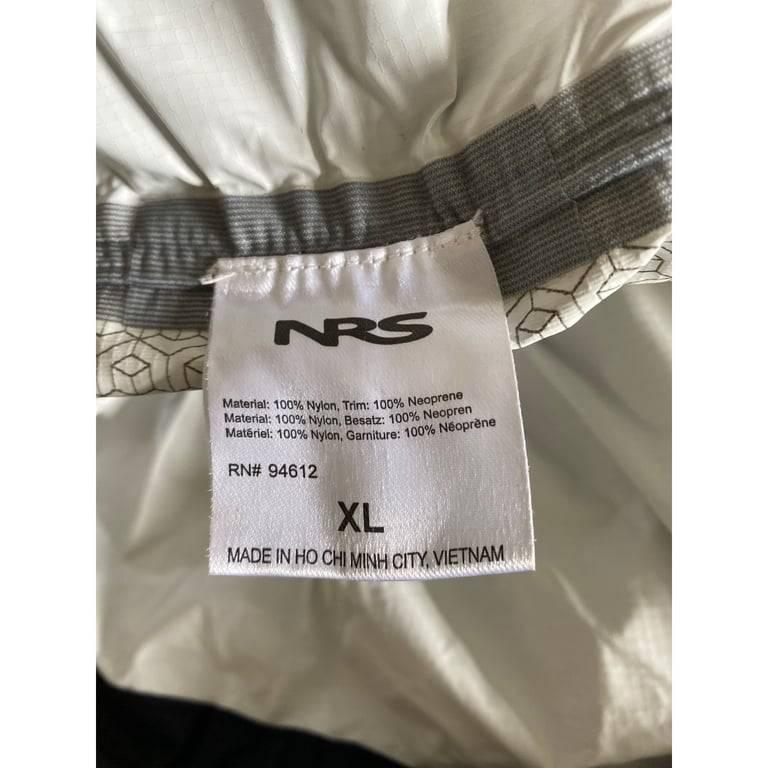 NRS
Material: 100% Nylon, Trim: 100% Neoprene
Material: 100% Nylon, Besatz: 100% Neopren
Matériel: 100% Nylon, Garniture: 100% Néoprène
RN# 94612
XL
MADE IN HO CHI MINH CITY, VIETNAM